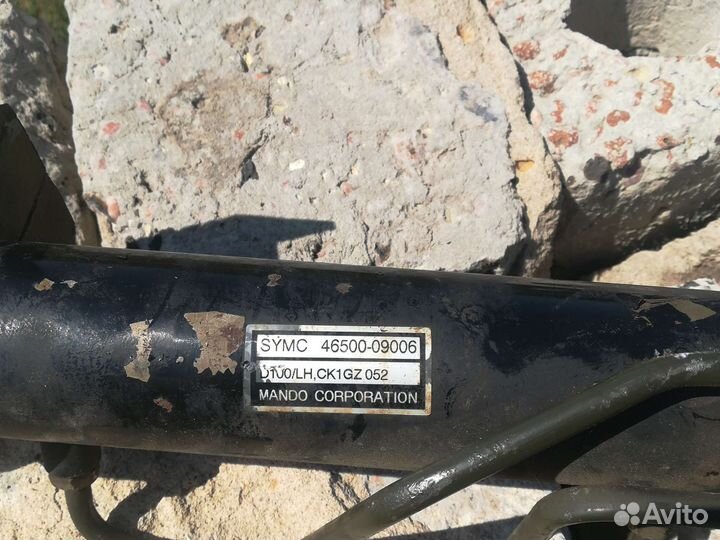 SYMC 46500-09006
D100/LH,CK1GZ 052
MANDO CORPORATION
Avito